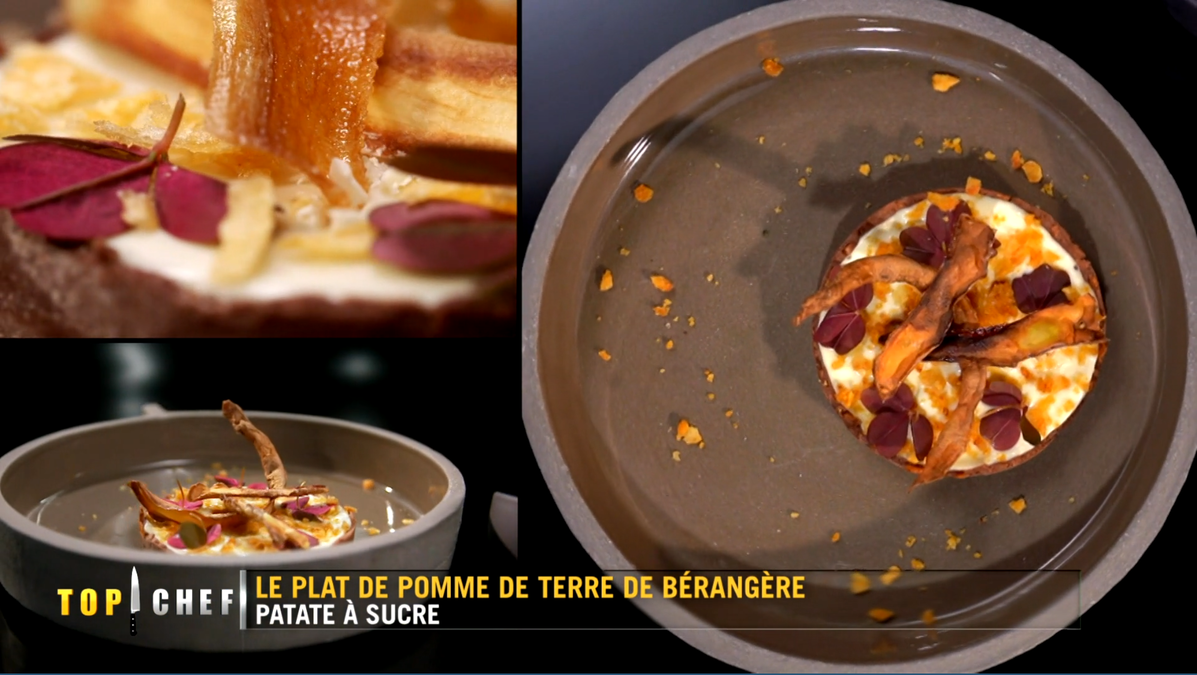 TOP CHEF
LE PLAT DE POMME DE TERRE DE BÉRANGÈRE
PATATE À SUCRE